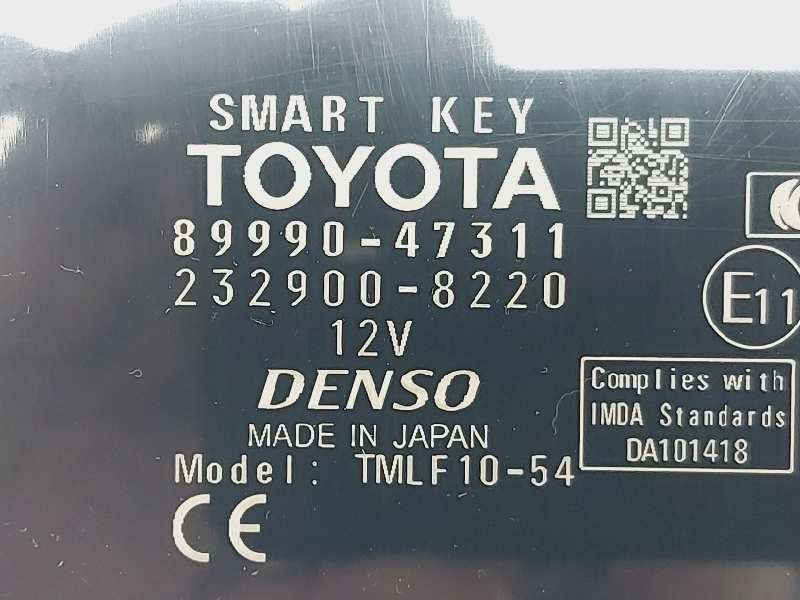 SMART KEY
TOYOTA
89990-47311
232900-8220
12V
E11
DENSO
Complies with
IMDA Standards
DA101418
MADE IN JAPAN
Model: TMLF10-54
CE